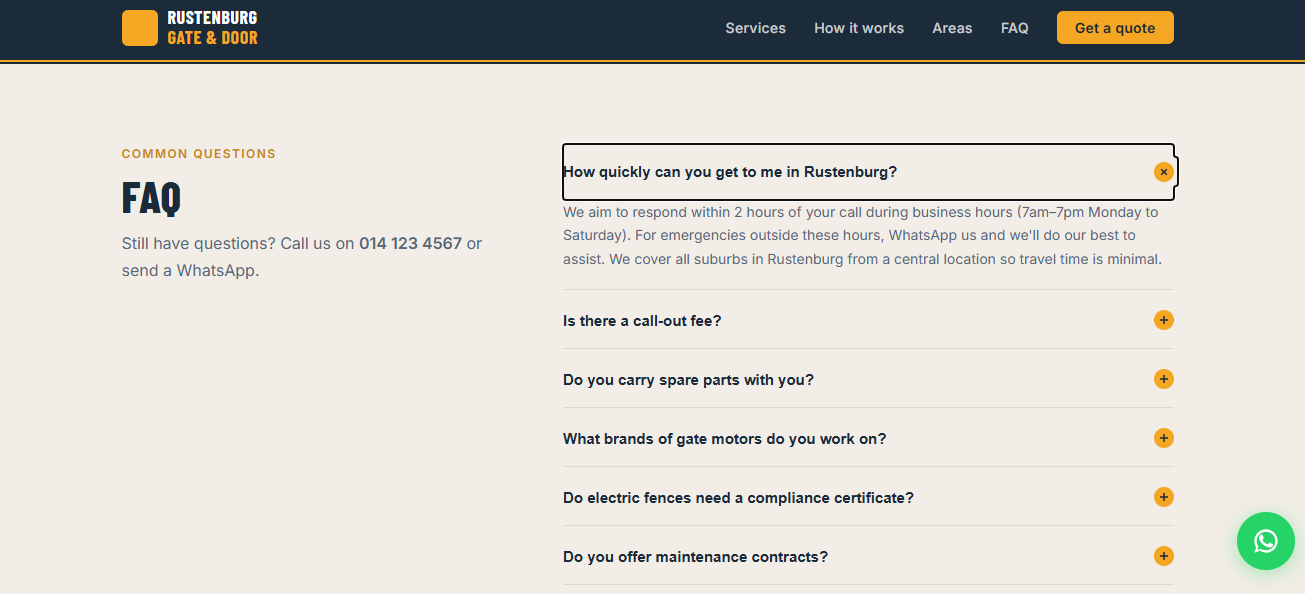 RUSTENBURG
GATE & DOOR
Services
How it works
Areas
FAQ
Get a quote
COMMON QUESTIONS
FAQ
Still have questions? Call us on 014 123 4567 or
send a WhatsApp.
How quickly can you get to me in Rustenburg?
We aim to respond within 2 hours of your call during business hours (7am–7pm Monday to
Saturday). For emergencies outside these hours, WhatsApp us and we'll do our best to
assist. We cover all suburbs in Rustenburg from a central location so travel time is minimal.
Is there a call-out fee?
Do you carry spare parts with you?
What brands of gate motors do you work on?
Do electric fences need a compliance certificate?
Do you offer maintenance contracts?